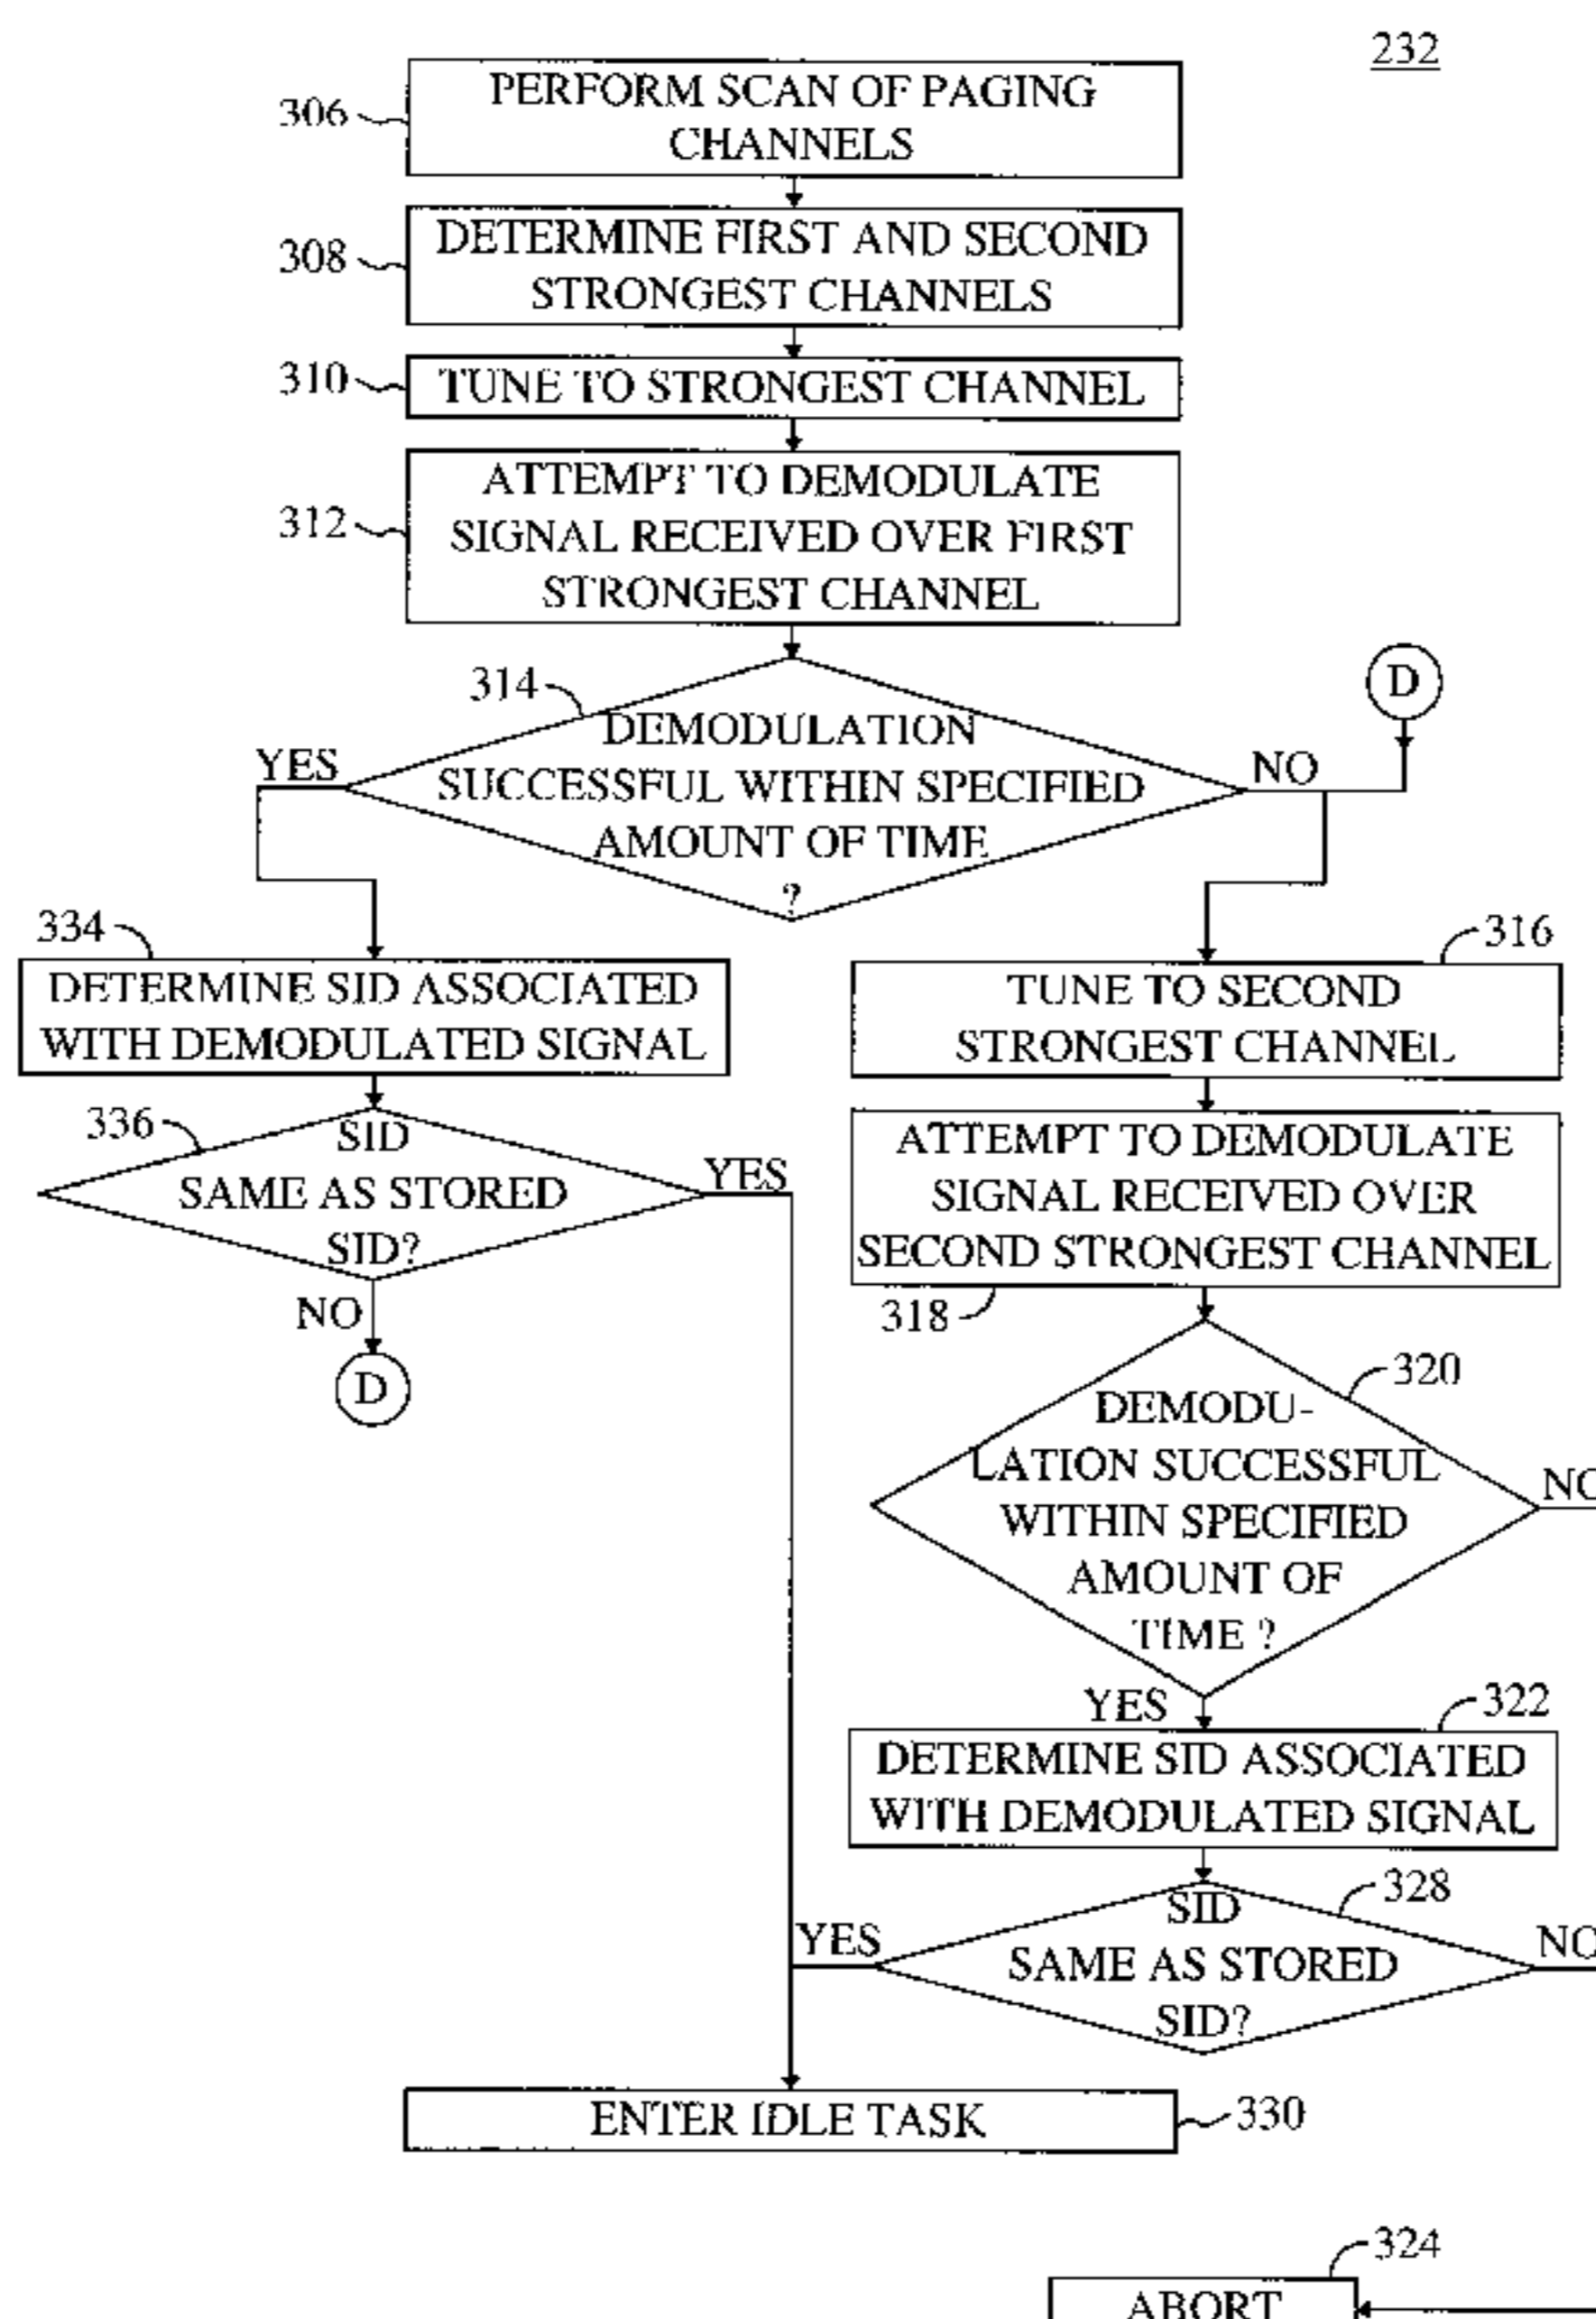 232
306
PERFORM SCAN OF PAGING
CHANNELS
308
DETERMINE FIRST AND SECOND
STRONGEST CHANNELS
310
TUNE TO STRONGEST CHANNEL
312
ATTEMPT TO DEMODULATE
SIGNAL RECEIVED OVER FIRST
STRONGEST CHANNEL
314
DEMODULATION
SUCCESSFUL WITHIN SPECIFIED
AMOUNT OF TIME
?
YES
NO
D
334
DETERMINE SID ASSOCIATED
WITH DEMODULATED SIGNAL
336
SID
SAME AS STORED
SID?
YES
NO
D
316
TUNE TO SECOND
STRONGEST CHANNEL
ATTEMPT TO DEMODULATE
SIGNAL RECEIVED OVER
SECOND STRONGEST CHANNEL
318
320
DEMODU-
LATION SUCCESSFUL
WITHIN SPECIFIED
AMOUNT OF
TIME ?
NO
YES
322
DETERMINE SID ASSOCIATED
WITH DEMODULATED SIGNAL
328
SID
SAME AS STORED
SID?
YES
NO
ENTER IDLE TASK
330
324
ABORT